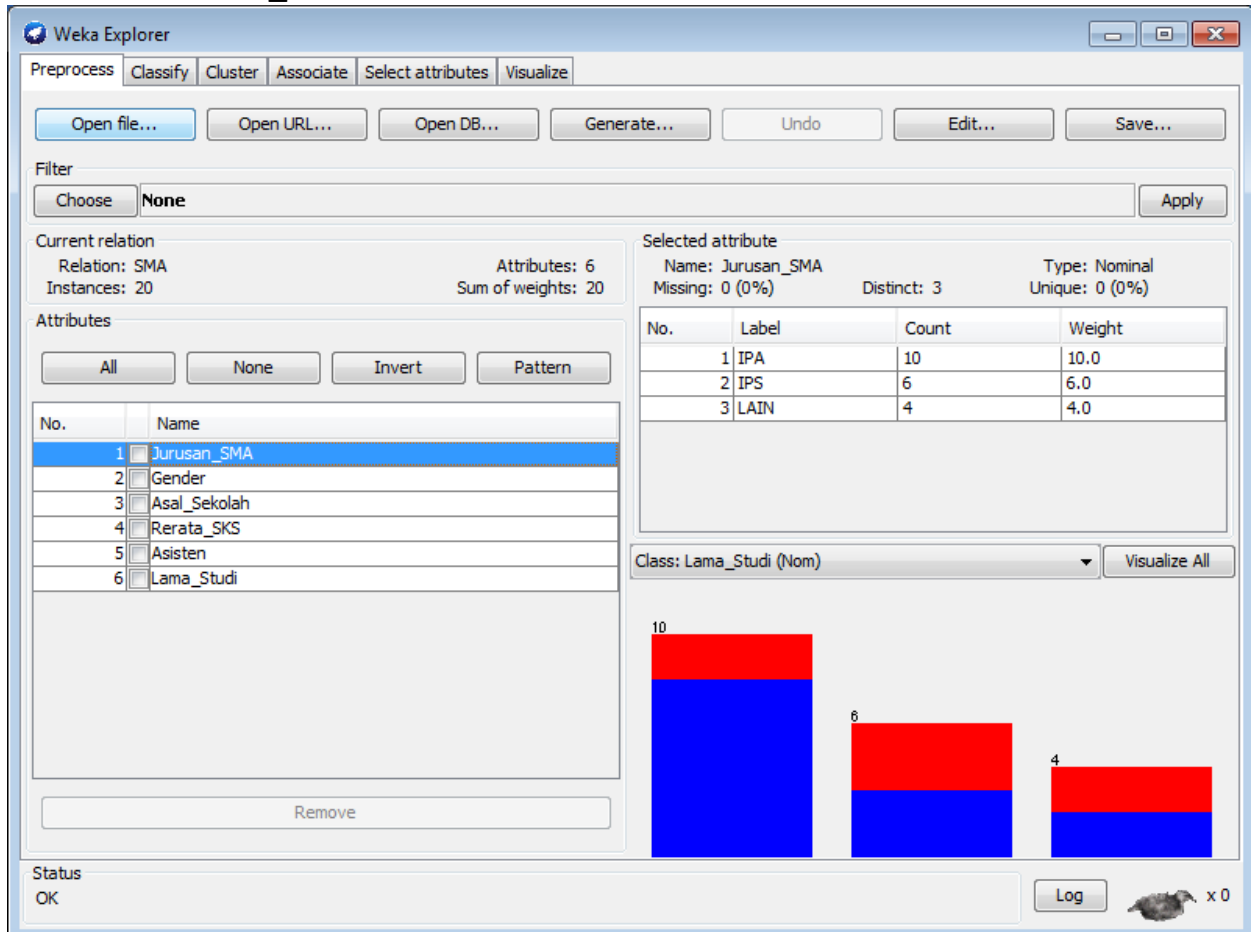 _
Weka Explorer
Preprocess Classify Cluster Associate Select attributes Visualize
Open file... Open URL... Open DB... Generate... Undo Edit... Save...
Filter
Choose None Apply
Current relation
Relation: SMA Attributes: 6
Instances: 20 Sum of weights: 20
Selected attribute
Name: Jurusan_SMA Type: Nominal
Missing: 0 (0%) Distinct: 3 Unique: 0 (0%)
Attributes
All None Invert Pattern
No. Name
1 Jurusan_SMA
2 Gender
3 Asal_Sekolah
4 Rerata_SKS
5 Asisten
6 Lama_Studi
Remove
No. Label Count Weight
1 IPA 10 10.0
2 IPS 6 6.0
3 LAIN 4 4.0
Class: Lama_Studi (Nom) Visualize All
10
6
4
Status
OK
Log x 0